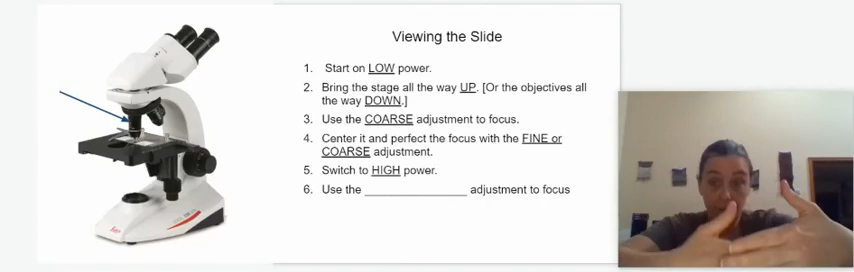 Viewing the Slide
1. Start on LOW power.
2. Bring the stage all the way UP. [Or the objectives all
the way DOWN.]
3. Use the COARSE adjustment to focus.
4. Center it and perfect the focus with the FINE or
COARSE adjustment.
5. Switch to HIGH power.
6. Use the _________________ adjustment to focus